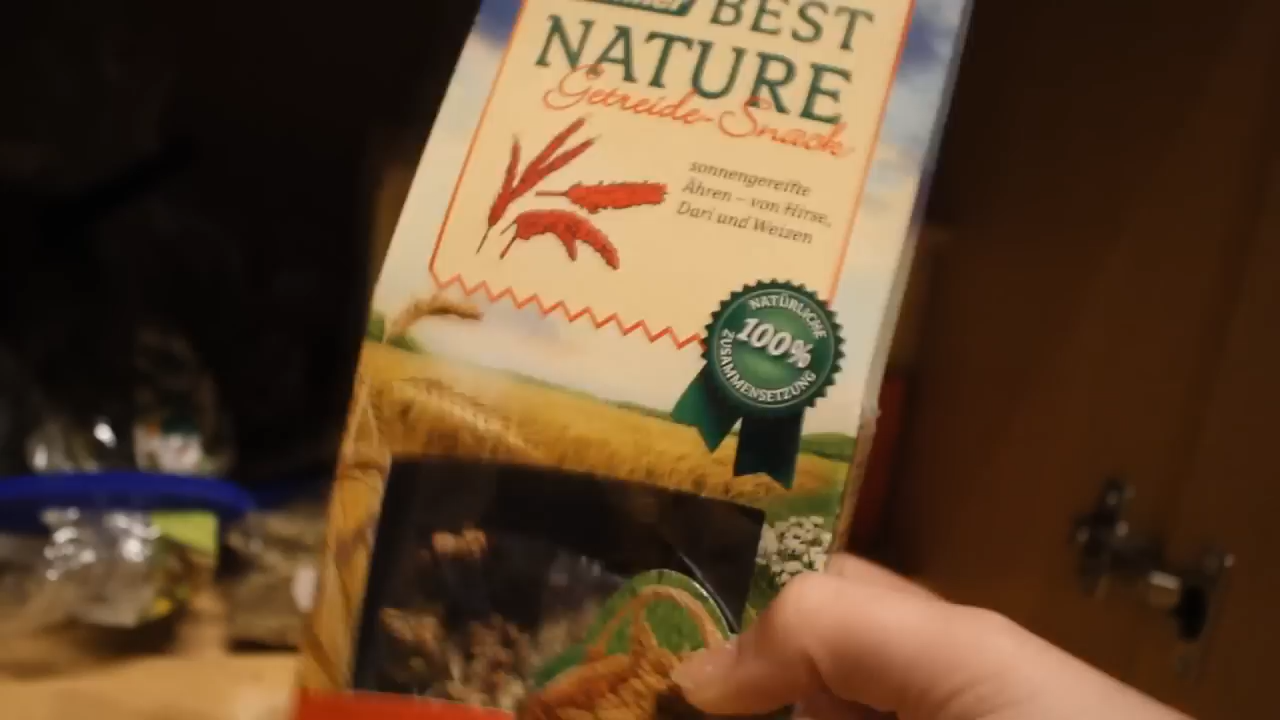 BEST
NATURE
Getreide-Snack
sonnengereifte
Ähren – von Hirse,
Dari und Weizen
NATÜRLICHE
100%
ZUSAMMENSETZUNG